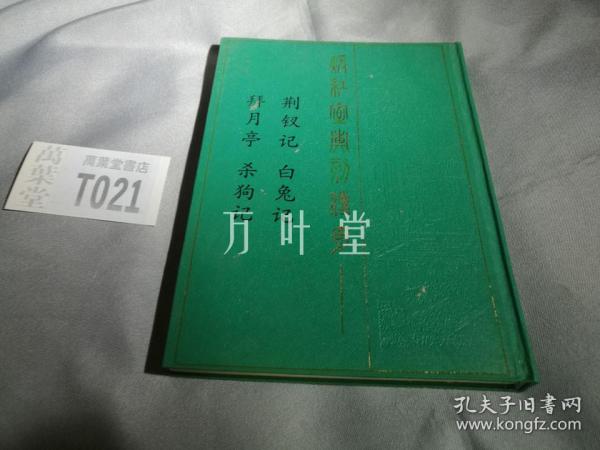 荆钗记 白兔记
拜月亭 杀狗记
萬葉堂
萬葉堂書店
T021
万叶堂
孔夫子旧书网
www.kongfz.com